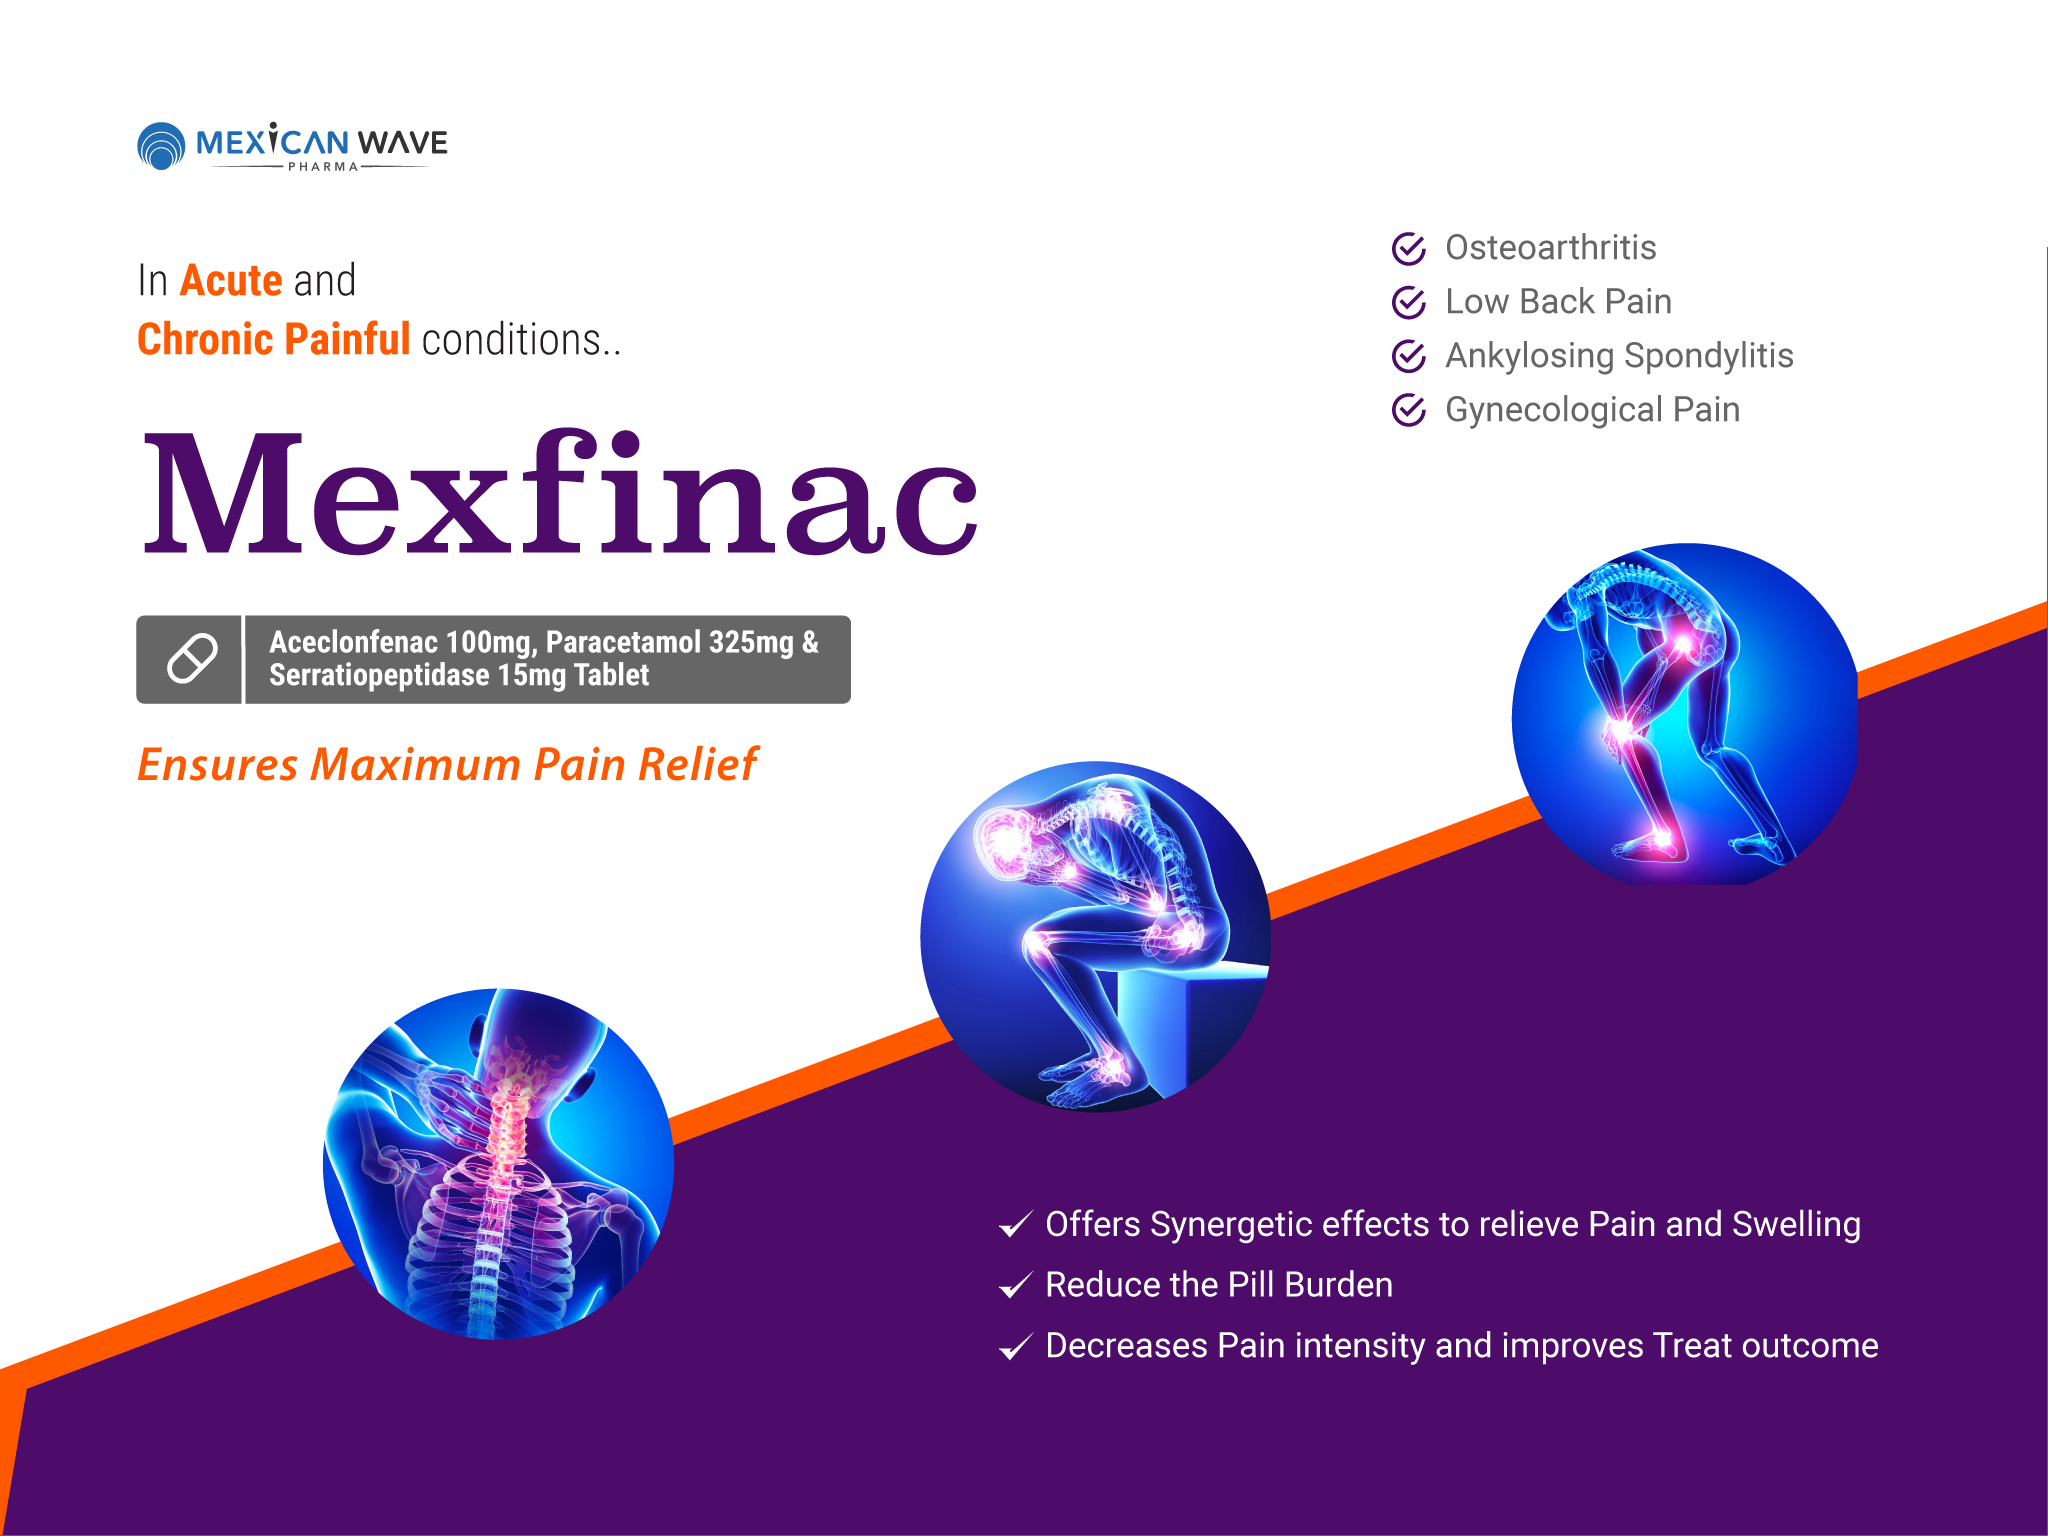 MEXICAN WAVE
PHARMA
In Acute and
Chronic Painful conditions..
Mexfinac
Aceclonfenac 100mg, Paracetamol 325mg &
Serratiopeptidase 15mg Tablet
Ensures Maximum Pain Relief
Osteoarthritis
Low Back Pain
Ankylosing Spondylitis
Gynecological Pain
Offers Synergetic effects to relieve Pain and Swelling
Reduce the Pill Burden
Decreases Pain intensity and improves Treat outcome